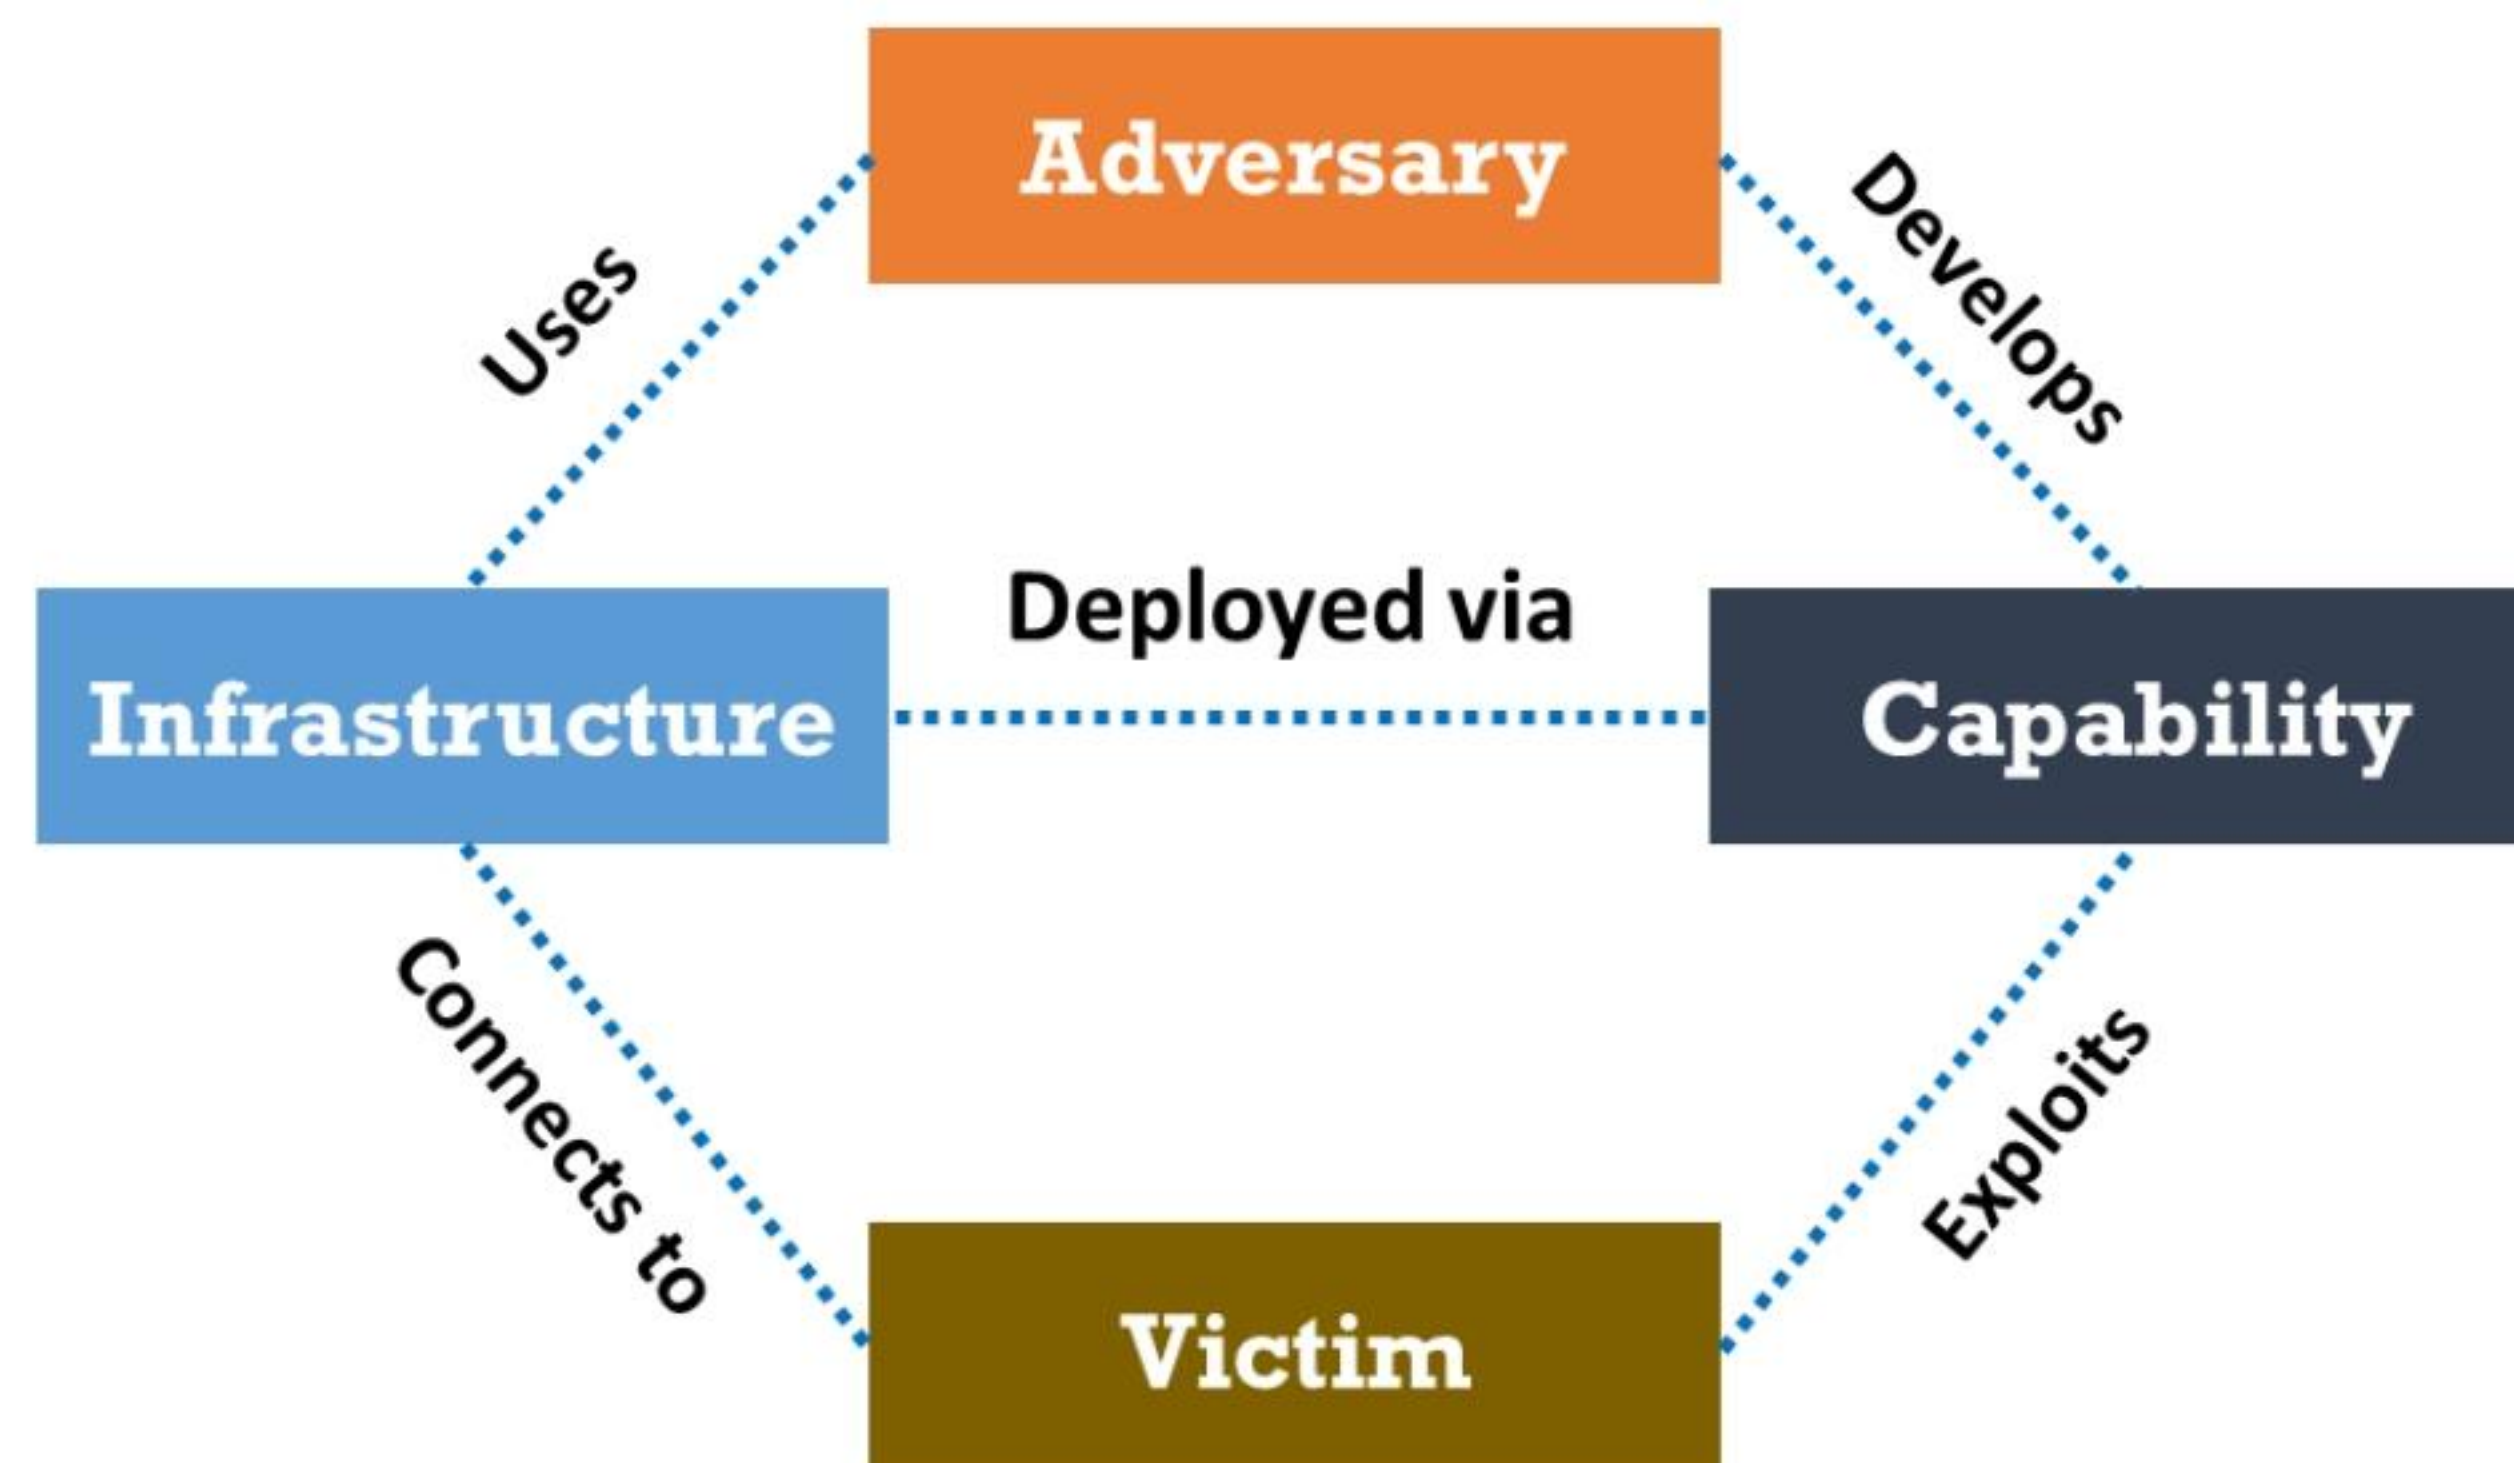 Adversary
Uses
Develops
Deployed via
Infrastructure
Capability
Connects to
Exploits
Victim